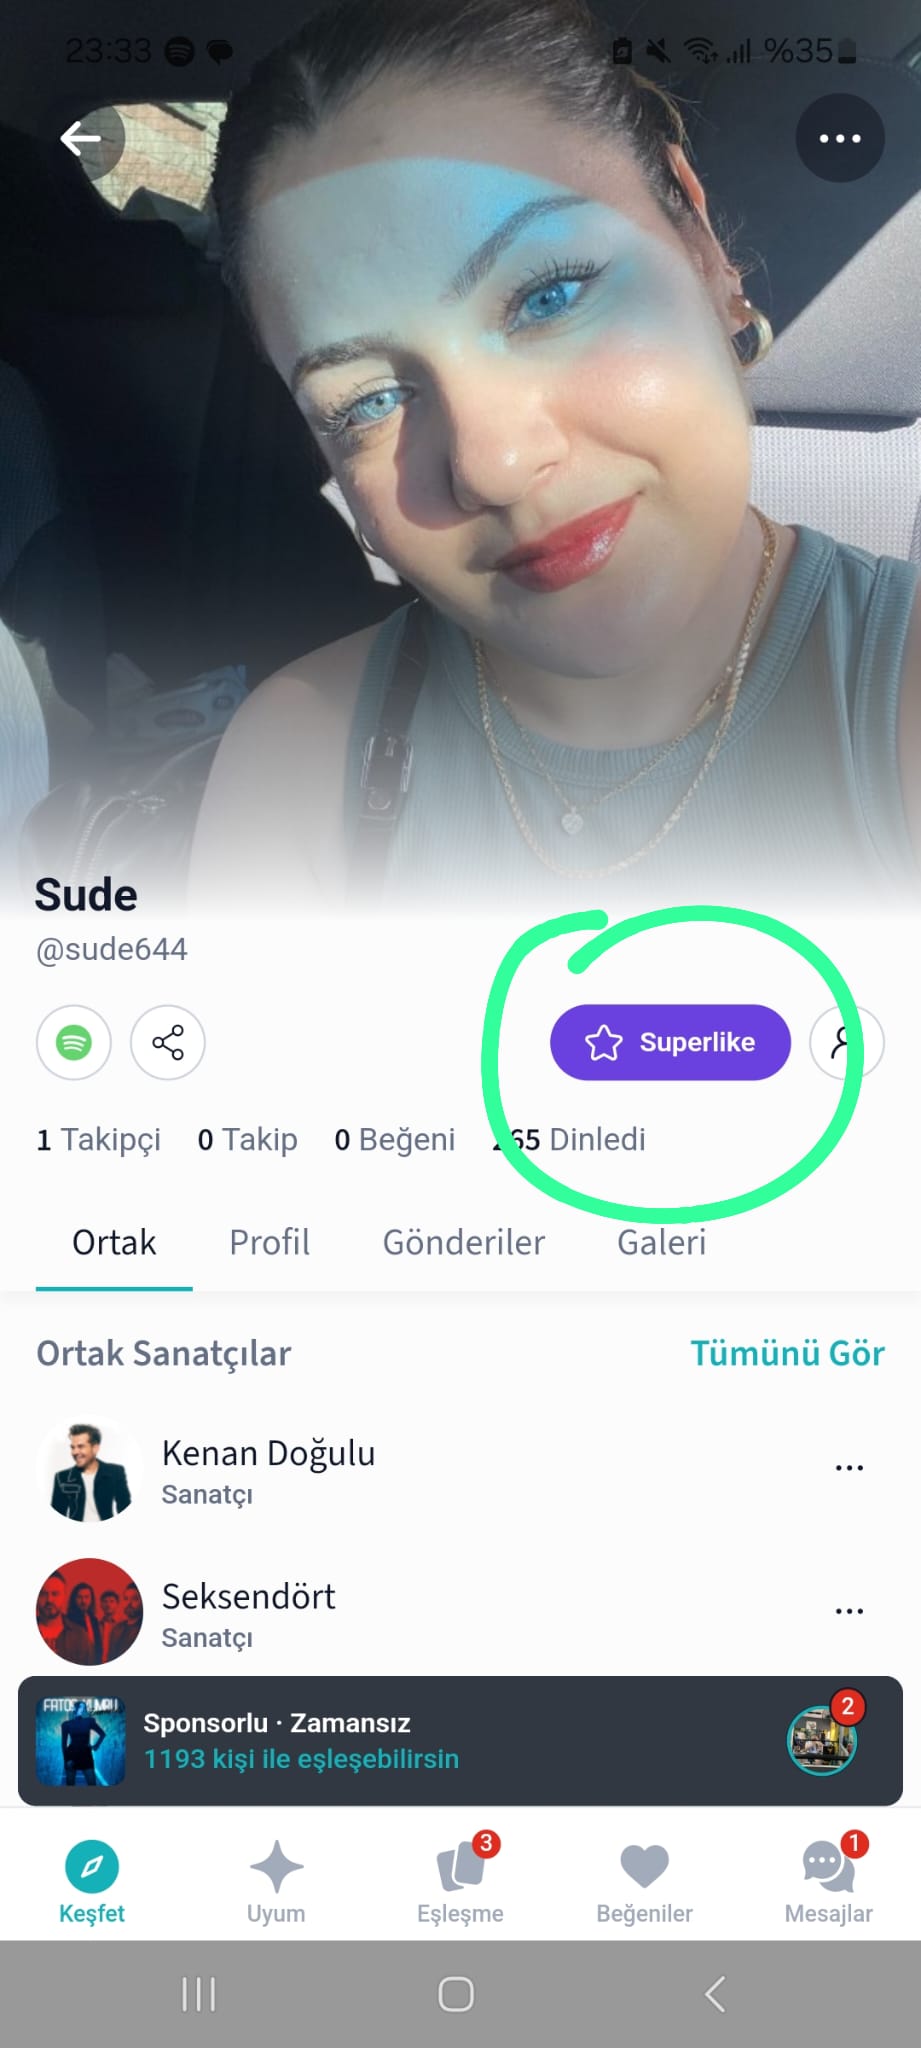 23:33 %35
Sude
@sude644
Superlike
1 Takipçi 0 Takip 0 Beğeni 265 Dinledi
Ortak Profil Gönderiler Galeri
Ortak Sanatçılar Tümünü Gör
Kenan Doğulu
Sanatçı
...
Seksendört
Sanatçı
...
Sponsorlu · Zamansız
1193 kişi ile eşleşebilirsin
2
3 1
Keşfet Uyum Eşleşme Beğeniler Mesajlar